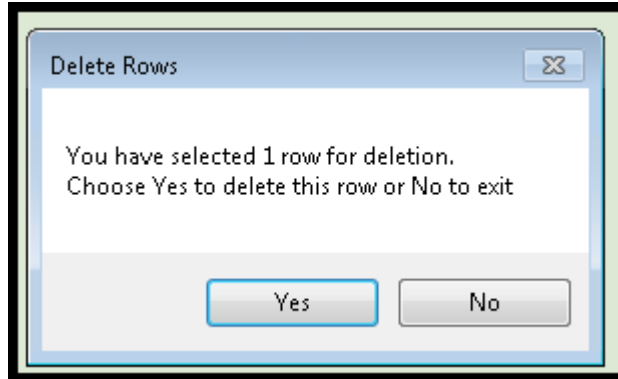 Delete Rows
You have selected 1 row for deletion.
Choose Yes to delete this row or No to exit
Yes
No